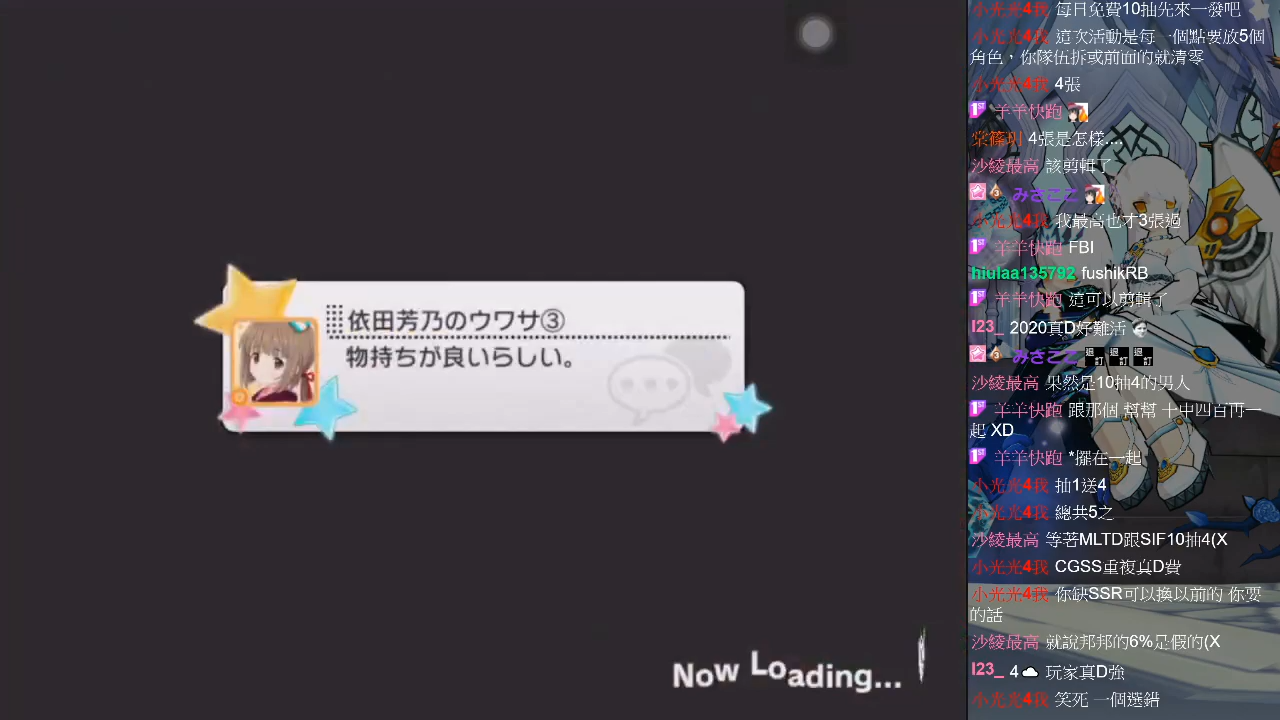 依田芳乃のウワサ③
物持ちが良いらしい。
Now Loading...
小光光4我 每日免費10抽先來一發吧
小光光4我 這次活動是每一個點要放5個
角色，你隊伍拆或前面的就清零
小光光4我 4張
羊羊快跑
棠篠玥 4張是怎樣....
沙綾最高 該剪輯了
みさここ
小光光4我 我最高也才3張過
羊羊快跑 FBI
hiulaa135792 fushikRB
羊羊快跑 這可以剪輯了
I23_ 2020真D好難活
みさここ
沙綾最高 果然是10抽4的男人
羊羊快跑 跟那個 幫幫 十中四百再一
起 XD
羊羊快跑 *擺在一起
小光光4我 抽1送4
小光光4我 總共5之
沙綾最高 等著MLTD跟SIF10抽4(X
小光光4我 CGSS重複真D費
小光光4我 你缺SSR可以換以前的 你要
的話
沙綾最高 就說邦邦的6%是假的(X
I23_ 4 玩家真D強
小光光4我 笑死 一個選錯